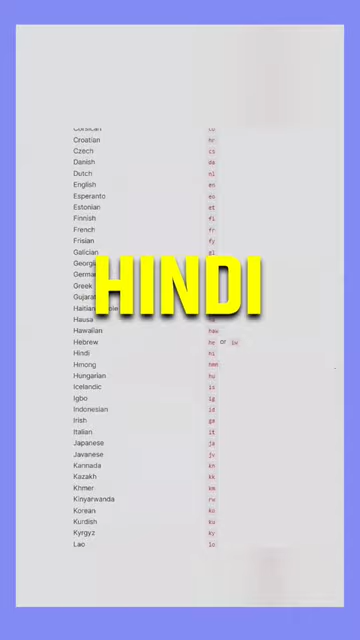 Corsican co
Croatian hr
Czech cs
Danish da
Dutch nl
English en
Esperanto eo
Estonian et
Finnish fi
French fr
Frisian fy
Galician gl
HINDI
Greek
Hausa
Hawaiian haw
Hebrew he or iw
Hindi hi
Hmong hmn
Hungarian hu
Icelandic is
Igbo ig
Indonesian id
Irish ga
Italian it
Japanese ja
Javanese jv
Kannada kn
Kazakh kk
Khmer km
Kinyarwanda rw
Korean ko
Kurdish ku
Kyrgyz ky
Lao lo